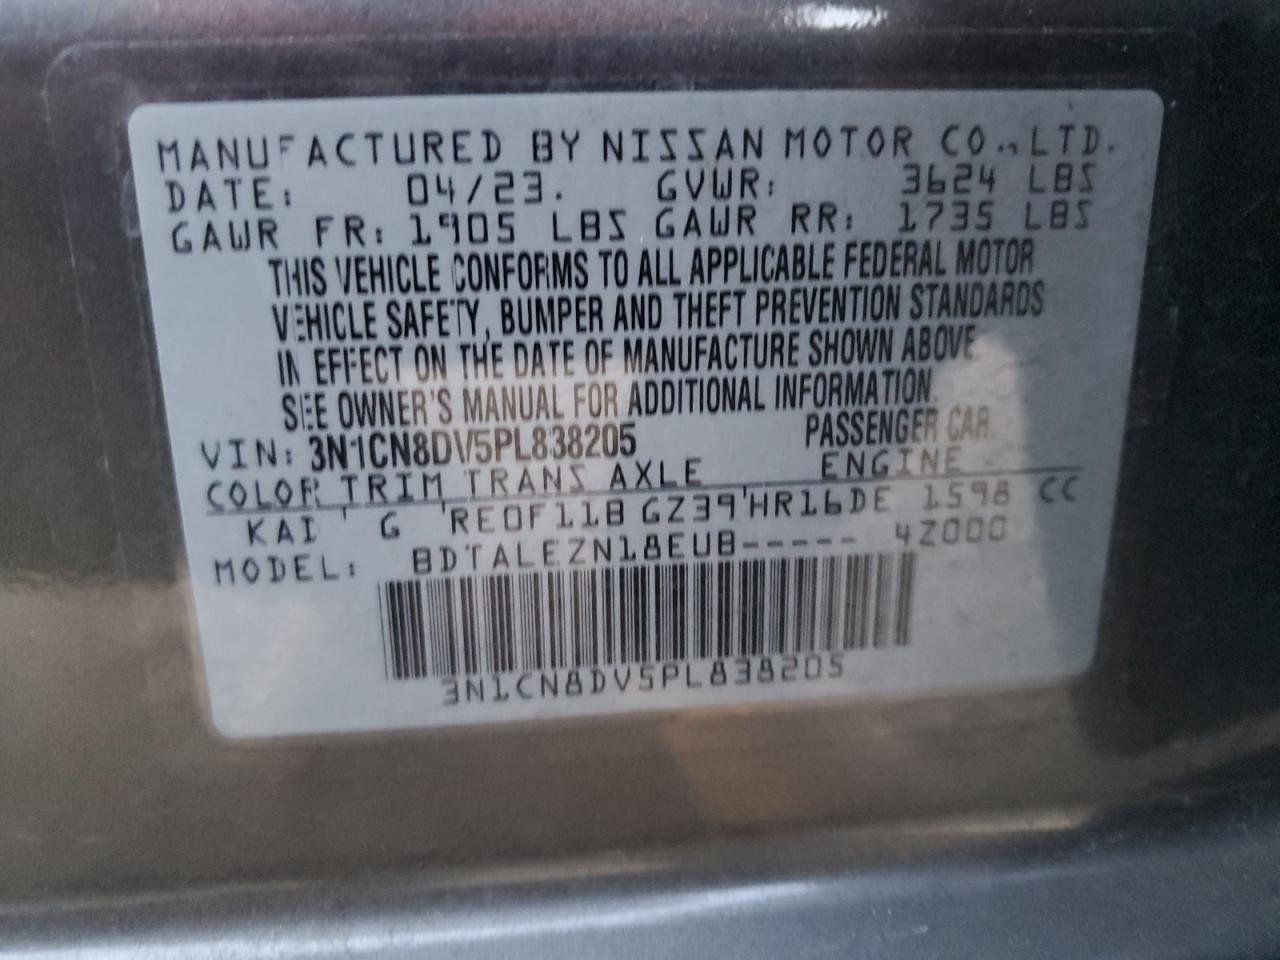 MANUFACTURED BY NISSAN MOTOR CO., LTD.
DATE: 04/23. GVWR: 3624 LBS
GAWR FR: 1905 LBS GAWR RR: 1735 LBS
THIS VEHICLE CONFORMS TO ALL APPLICABLE FEDERAL MOTOR
VEHICLE SAFETY, BUMPER AND THEFT PREVENTION STANDARDS
IN EFFECT ON THE DATE OF MANUFACTURE SHOWN ABOVE
SEE OWNER'S MANUAL FOR ADDITIONAL INFORMATION.
VIN: 3N1CN8DV5PL838205 PASSENGER CAR
COLOR TRIM TRANS AXLE ENGINE
KAD G RE0F11B GZ39 HR16DE 1598 CC
MODEL: BDTALEZN18EUB----- 4Z000
3N1CN8DV5PL838205